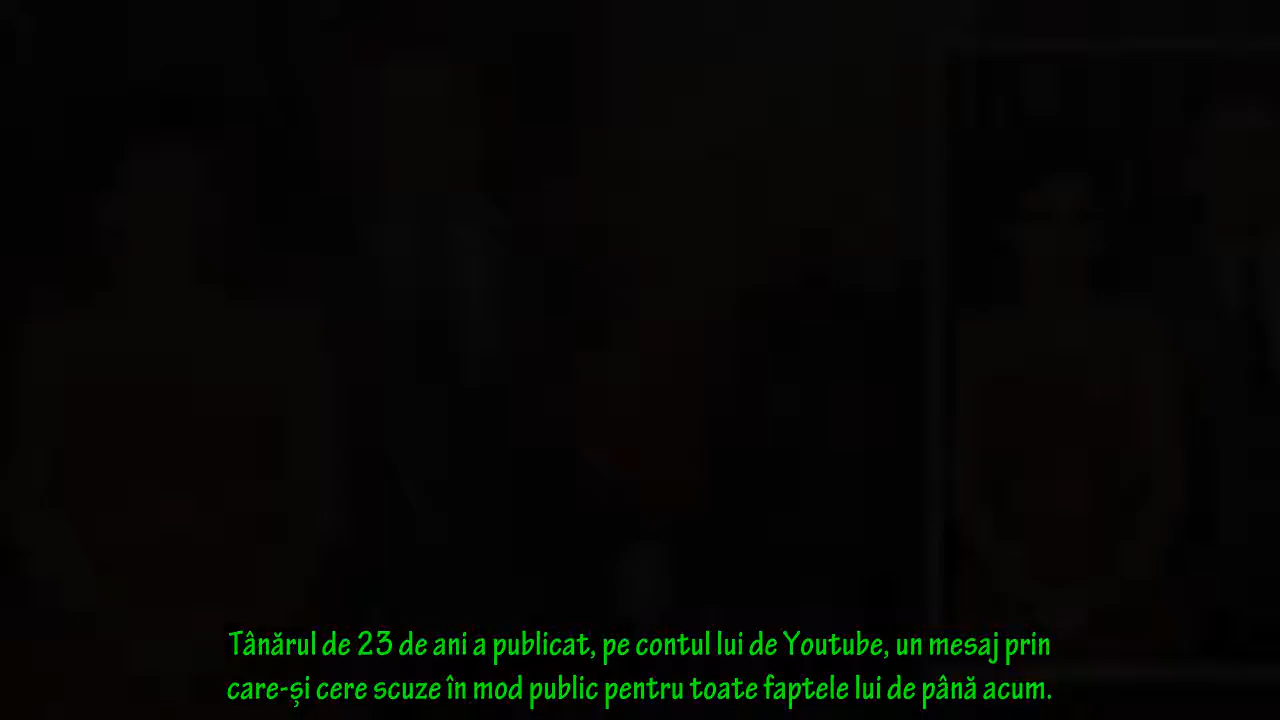 Tânărul de 23 de ani a publicat, pe contul lui de Youtube, un mesaj prin
care-și cere scuze în mod public pentru toate faptele lui de până acum.